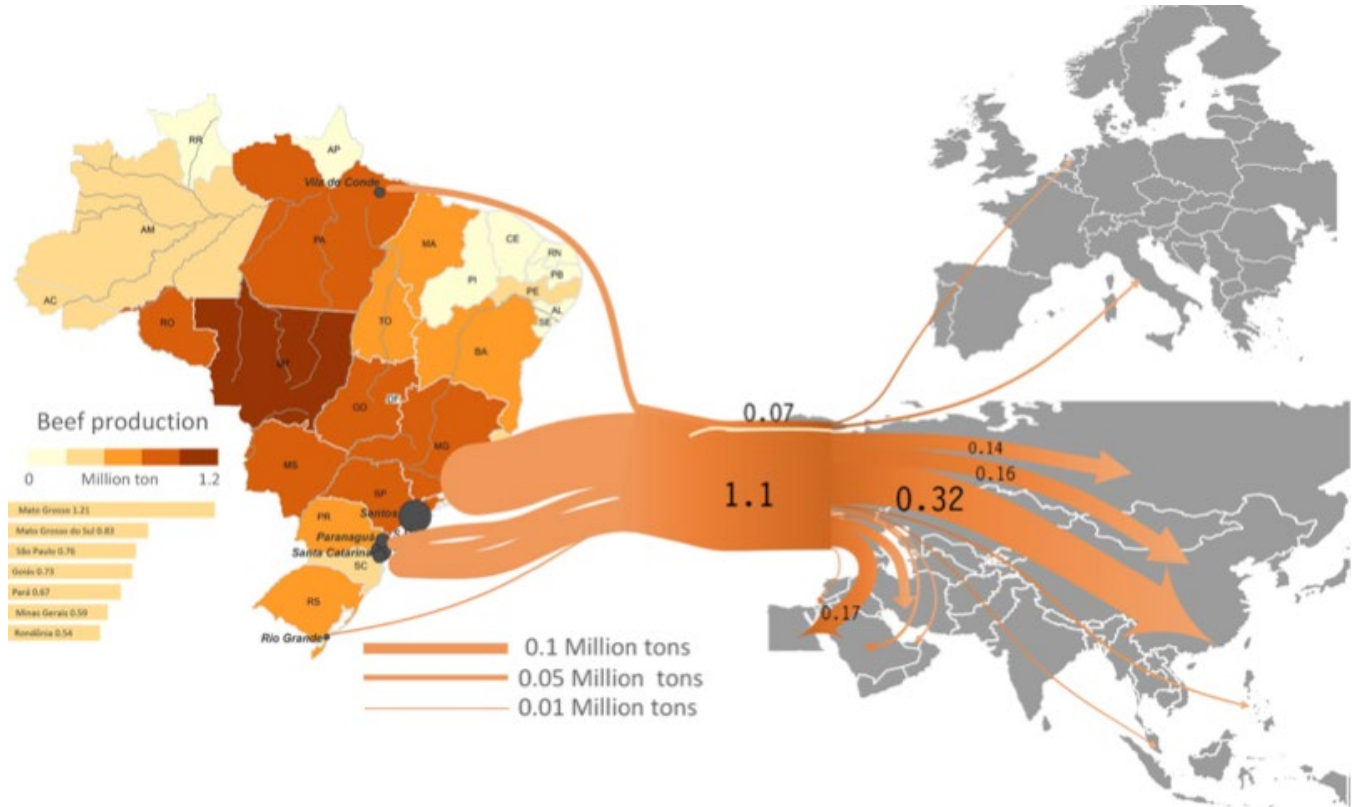 RR
AP
Vila do Conde
AM
PA
MA
CE
RN
PB
PI
PE
AL
SE
AC
RO
TO
BA
MT
GO
DF
MG
MS
SP
PR
Santos
Paranaguá
Santa Catarina
SC
RS
Rio Grande
Beef production
0 Million ton 1.2
Mato Grosso 1.21
Mato Grosso do Sul 0.83
São Paulo 0.76
Goiás 0.73
Pará 0.67
Minas Gerais 0.59
Rondônia 0.54
0.07
1.1
0.14
0.16
0.32
0.17
0.1 Million tons
0.05 Million tons
0.01 Million tons